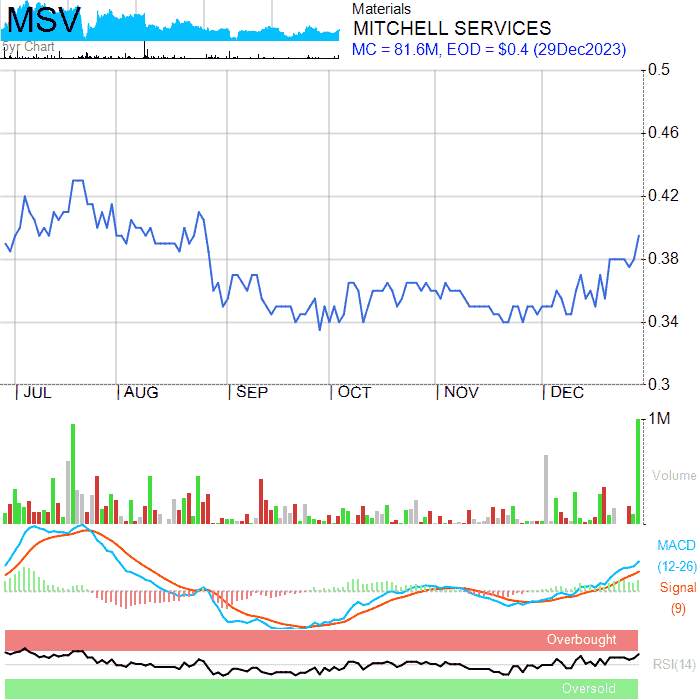 MSV
5yr Chart
Materials
MITCHELL SERVICES
MC = 81.6M, EOD = $0.4 (29Dec2023)
0.5
0.46
0.42
0.38
0.34
0.3
JUL AUG SEP OCT NOV DEC
1M
Volume
MACD
(12-26)
Signal
(9)
Overbought
RSI(14)
Oversold